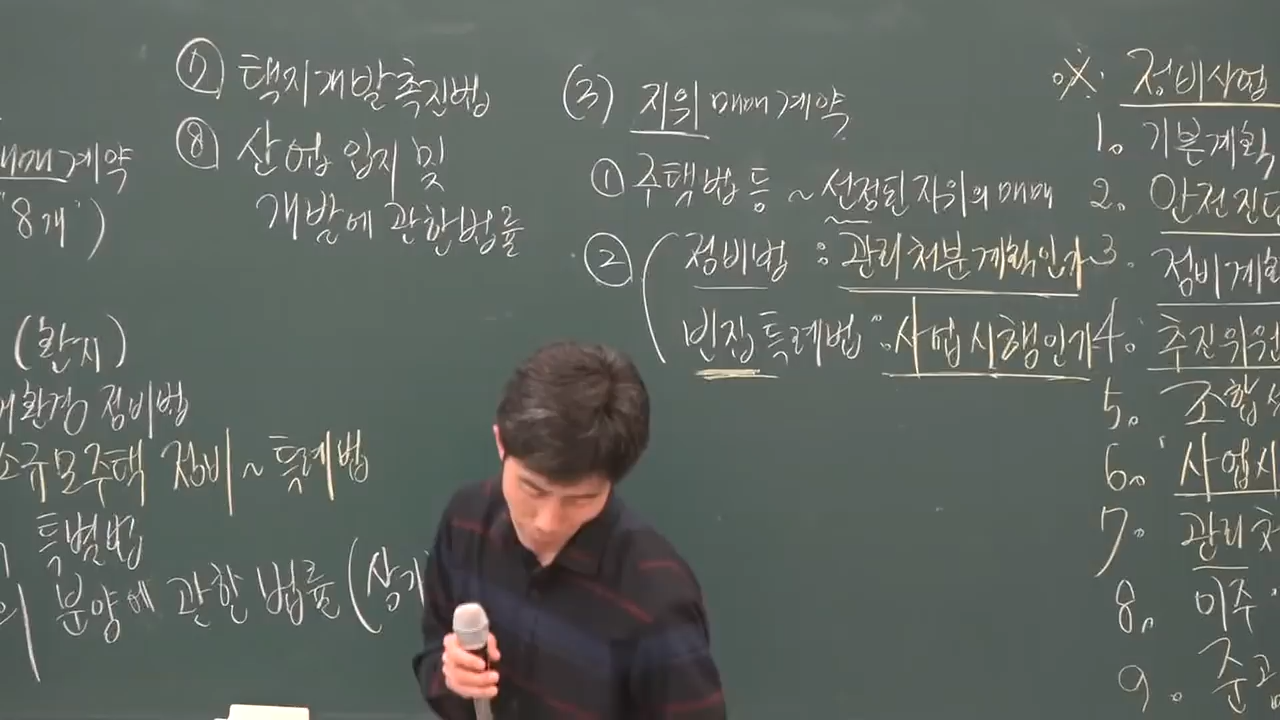 매매계약
"8개")
(환지)
환경 정비법
소규모주택 정비 ~ 특례법
특별법
분양에 관한 법률 (상가
⑦ 택지개발촉진법
⑧ 산업입지 및
개발에 관한법률
(3) 지위 매매계약
① 주택법 등 ~ 선정된 지위의 매매
② 정비법 : 관리처분계획인가
빈집특례법 : 사업시행인가
※ 정비사업
1. 기본계획
2. 안전진단
3. 정비계획
4. 추진위원
5. 조합
6. 사업시
7. 관리처
8. 이주
9. 준공